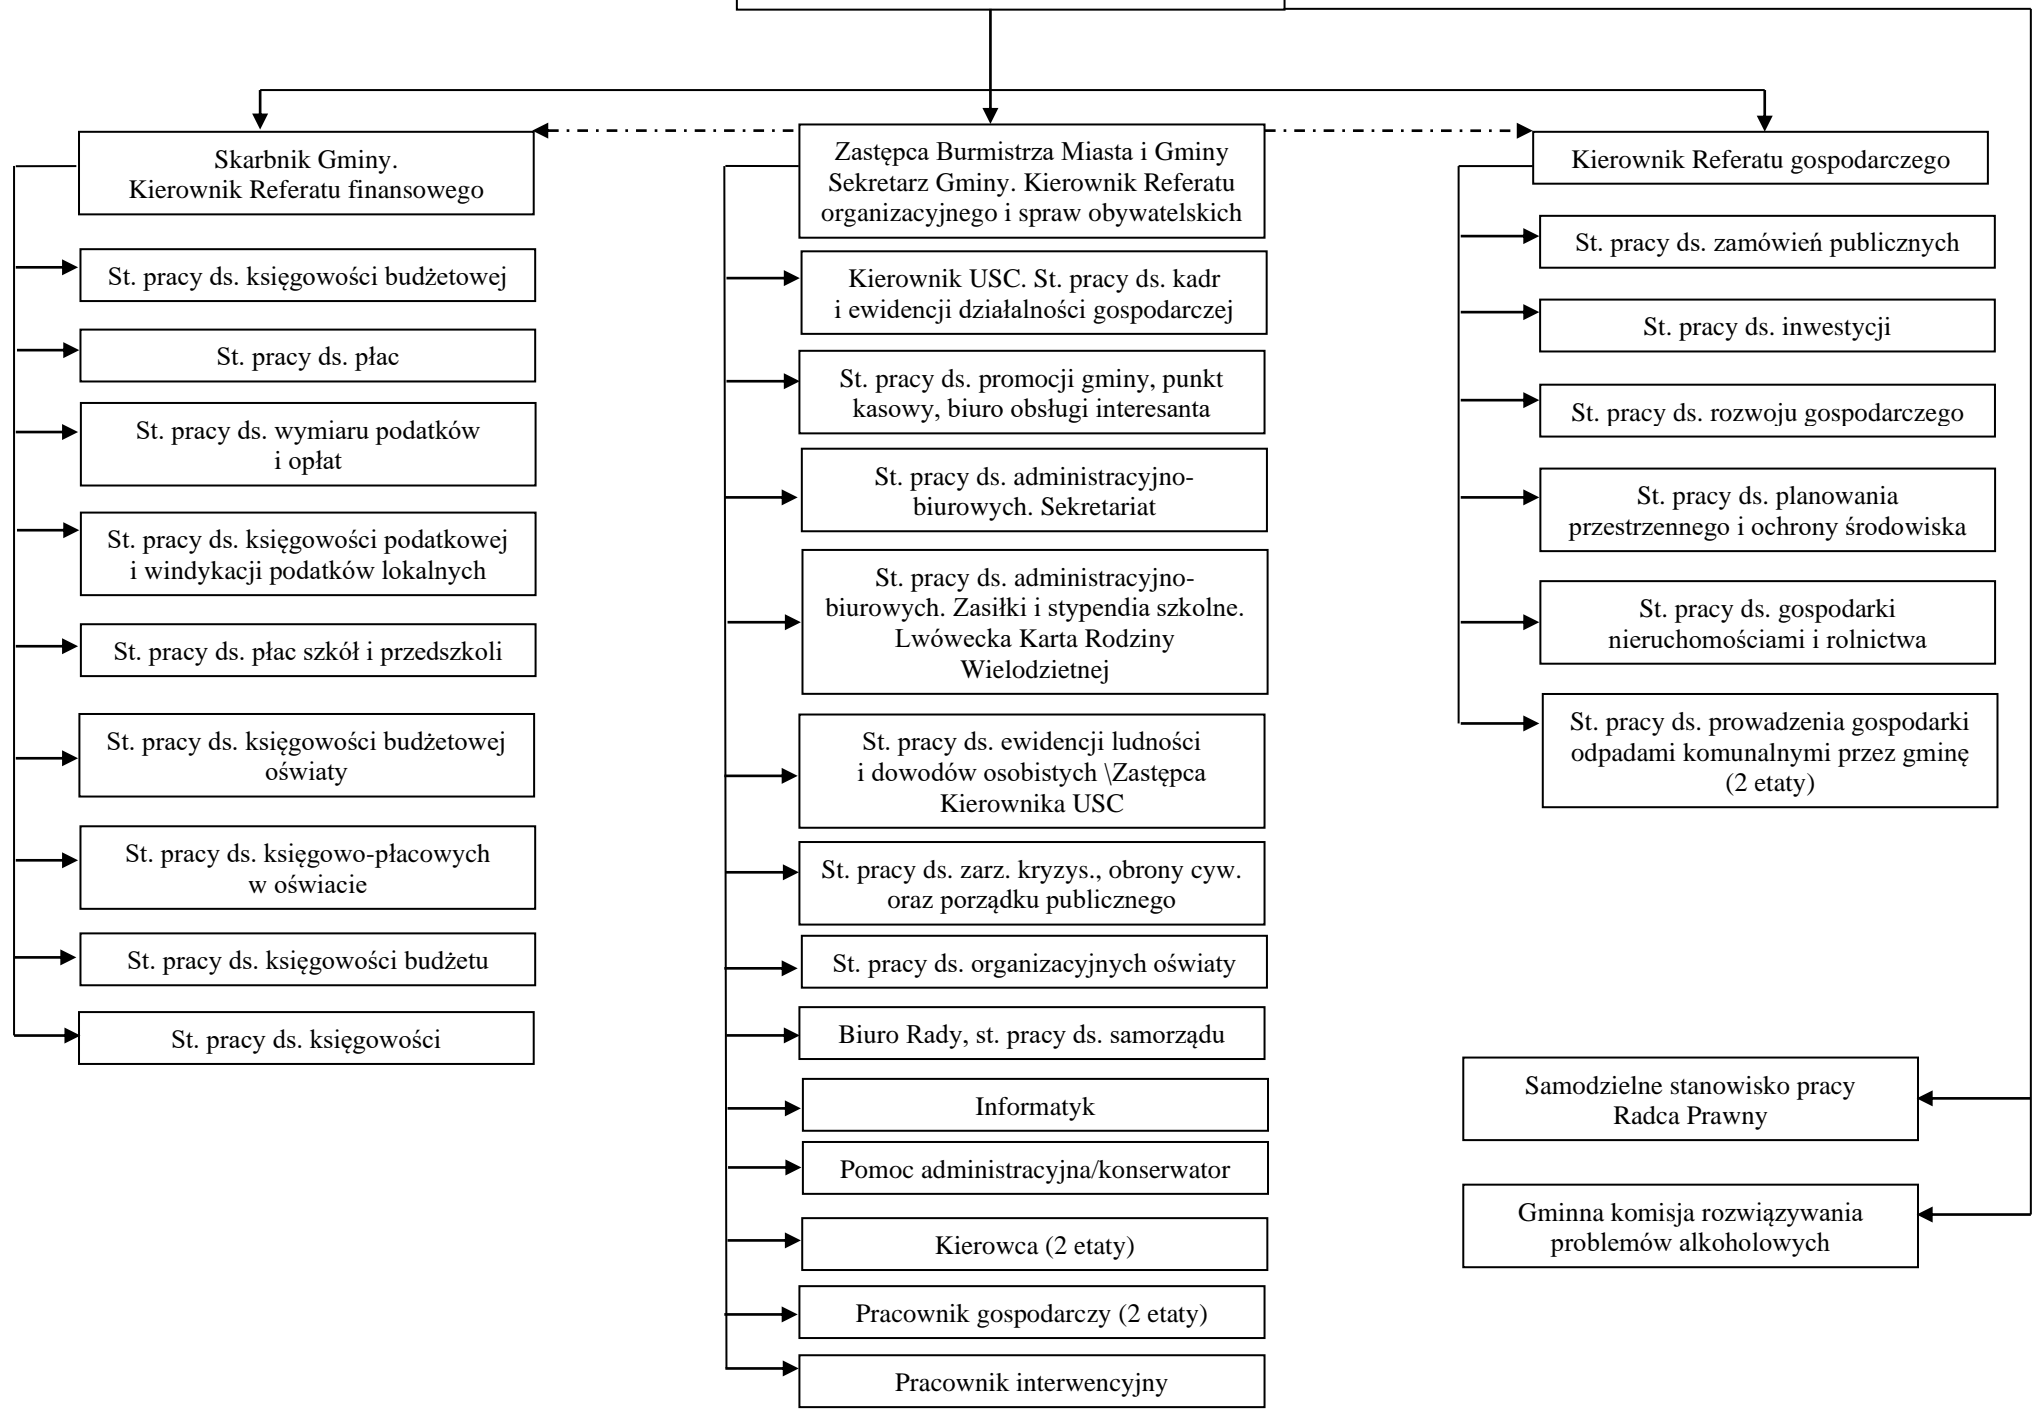 Skarbnik Gminy.
Kierownik Referatu finansowego
St. pracy ds. księgowości budżetowej
St. pracy ds. płac
St. pracy ds. wymiaru podatków
i opłat
St. pracy ds. księgowości podatkowej
i windykacji podatków lokalnych
St. pracy ds. płac szkół i przedszkoli
St. pracy ds. księgowości budżetowej
oświaty
St. pracy ds. księgowo-płacowych
w oświacie
St. pracy ds. księgowości budżetu
St. pracy ds. księgowości
Zastępca Burmistrza Miasta i Gminy
Sekretarz Gminy. Kierownik Referatu
organizacyjnego i spraw obywatelskich
Kierownik USC. St. pracy ds. kadr
i ewidencji działalności gospodarczej
St. pracy ds. promocji gminy, punkt
kasowy, biuro obsługi interesanta
St. pracy ds. administracyjno-
biurowych. Sekretariat
St. pracy ds. administracyjno-
biurowych. Zasiłki i stypendia szkolne.
Lwówecka Karta Rodziny
Wielodzietnej
St. pracy ds. ewidencji ludności
i dowodów osobistych \Zastępca
Kierownika USC
St. pracy ds. zarz. kryzys., obrony cyw.
oraz porządku publicznego
St. pracy ds. organizacyjnych oświaty
Biuro Rady, st. pracy ds. samorządu
Informatyk
Pomoc administracyjna/konserwator
Kierowca (2 etaty)
Pracownik gospodarczy (2 etaty)
Pracownik interwencyjny
Kierownik Referatu gospodarczego
St. pracy ds. zamówień publicznych
St. pracy ds. inwestycji
St. pracy ds. rozwoju gospodarczego
St. pracy ds. planowania
przestrzennego i ochrony środowiska
St. pracy ds. gospodarki
nieruchomościami i rolnictwa
St. pracy ds. prowadzenia gospodarki
odpadami komunalnymi przez gminę
(2 etaty)
Samodzielne stanowisko pracy
Radca Prawny
Gminna komisja rozwiązywania
problemów alkoholowych